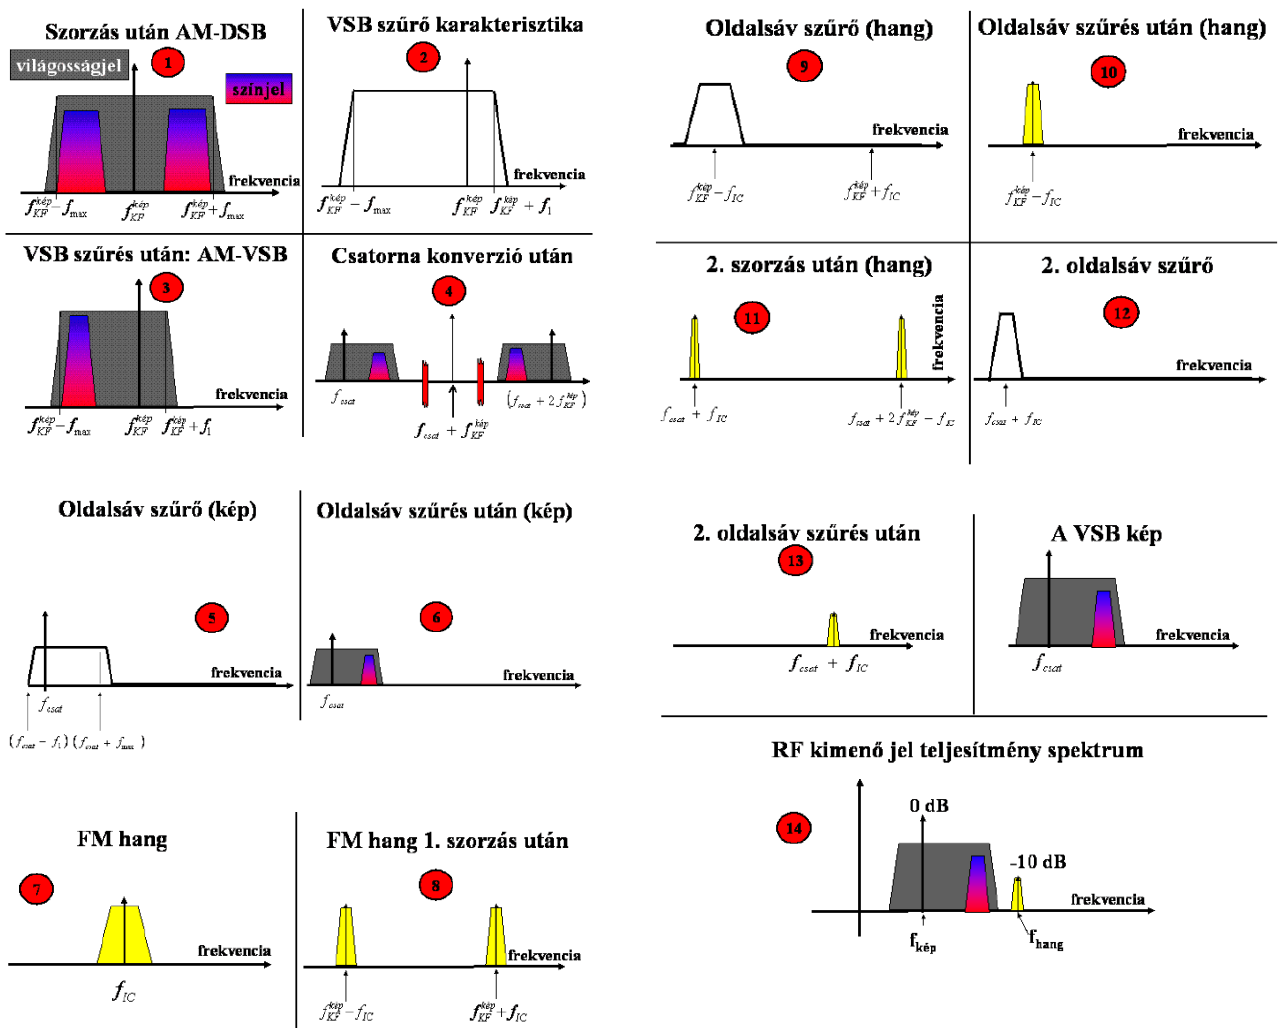 Szorzás után AM-DSB
világosságjel
1
színjel
frekvencia
f_KF^kép − f_max
f_KF^kép
f_KF^kép + f_max
VSB szűrő karakterisztika
2
frekvencia
f_KF^kép − f_max
f_KF^kép
f_KF^kép + f_1
VSB szűrés után: AM-VSB
3
frekvencia
f_KF^kép − f_max
f_KF^kép
f_KF^kép + f_1
Csatorna konverzió után
4
frekvencia
f_csat
(f_csat + 2 f_KF^kép)
f_csat + f_KF^kép
Oldalsáv szűrő (kép)
5
frekvencia
f_csat
(f_csat − f_1) (f_csat + f_max)
Oldalsáv szűrés után (kép)
6
frekvencia
f_csat
FM hang
7
frekvencia
f_IC
FM hang 1. szorzás után
8
frekvencia
f_KF^kép − f_IC
f_KF^kép + f_IC
Oldalsáv szűrő (hang)
9
frekvencia
f_KF^kép − f_IC
f_KF^kép + f_IC
Oldalsáv szűrés után (hang)
10
frekvencia
f_KF^kép − f_IC
2. szorzás után (hang)
11
frekvencia
f_csat + f_IC
f_csat + 2 f_KF^kép − f_IC
2. oldalsáv szűrő
12
frekvencia
f_csat + f_IC
2. oldalsáv szűrés után
13
frekvencia
f_csat + f_IC
A VSB kép
frekvencia
f_csat
RF kimenő jel teljesítmény spektrum
14
0 dB
-10 dB
frekvencia
f_kép
f_hang